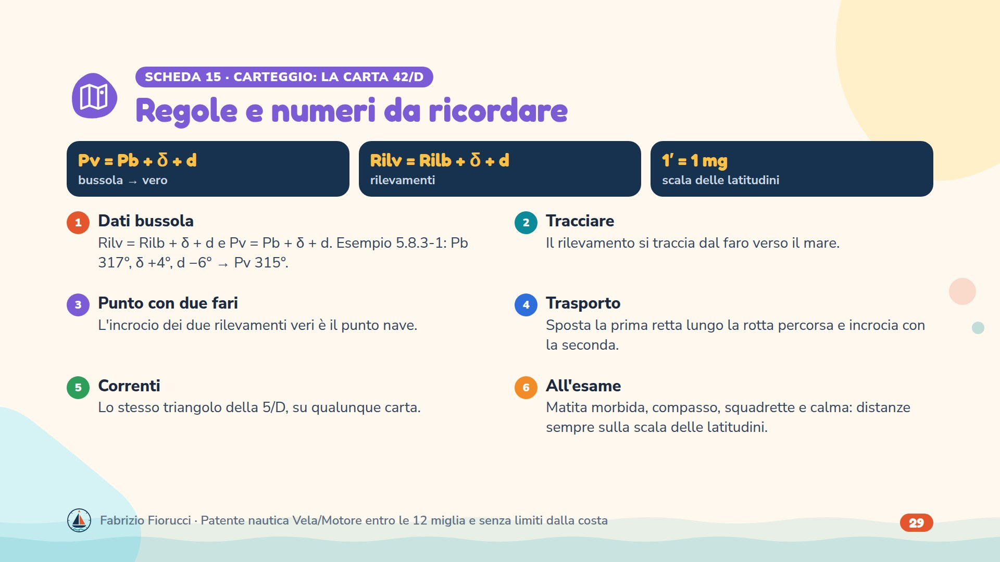 SCHEDA 15 · CARTEGGIO: LA CARTA 42/D
Regole e numeri da ricordare
Pv = Pb + δ + d
bussola → vero
Rilv = Rilb + δ + d
rilevamenti
1′ = 1 mg
scala delle latitudini
1
Dati bussola
Rilv = Rilb + δ + d e Pv = Pb + δ + d. Esempio 5.8.3-1: Pb
317°, δ +4°, d −6° → Pv 315°.
2
Tracciare
Il rilevamento si traccia dal faro verso il mare.
3
Punto con due fari
L'incrocio dei due rilevamenti veri è il punto nave.
4
Trasporto
Sposta la prima retta lungo la rotta percorsa e incrocia con
la seconda.
5
Correnti
Lo stesso triangolo della 5/D, su qualunque carta.
6
All'esame
Matita morbida, compasso, squadrette e calma: distanze
sempre sulla scala delle latitudini.
Fabrizio Fiorucci · Patente nautica Vela/Motore entro le 12 miglia e senza limiti dalla costa
29